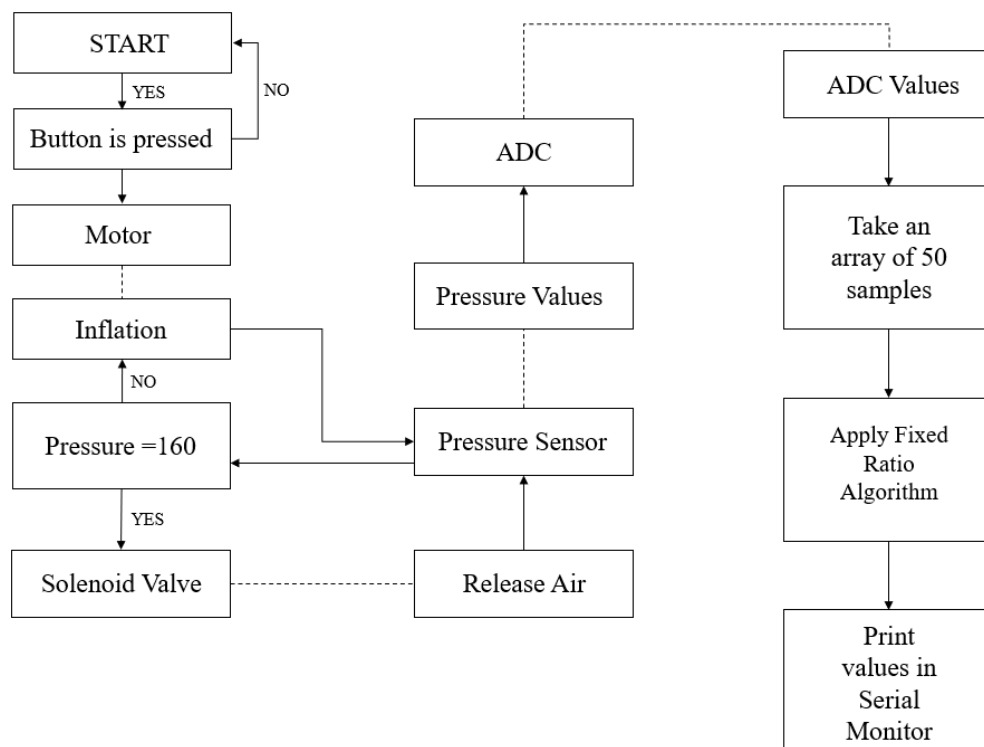 START
YES
NO
Button is pressed
Motor
Inflation
NO
Pressure =160
YES
Solenoid Valve
ADC
Pressure Values
Pressure Sensor
Release Air
ADC Values
Take an
array of 50
samples
Apply Fixed
Ratio
Algorithm
Print
values in
Serial
Monitor